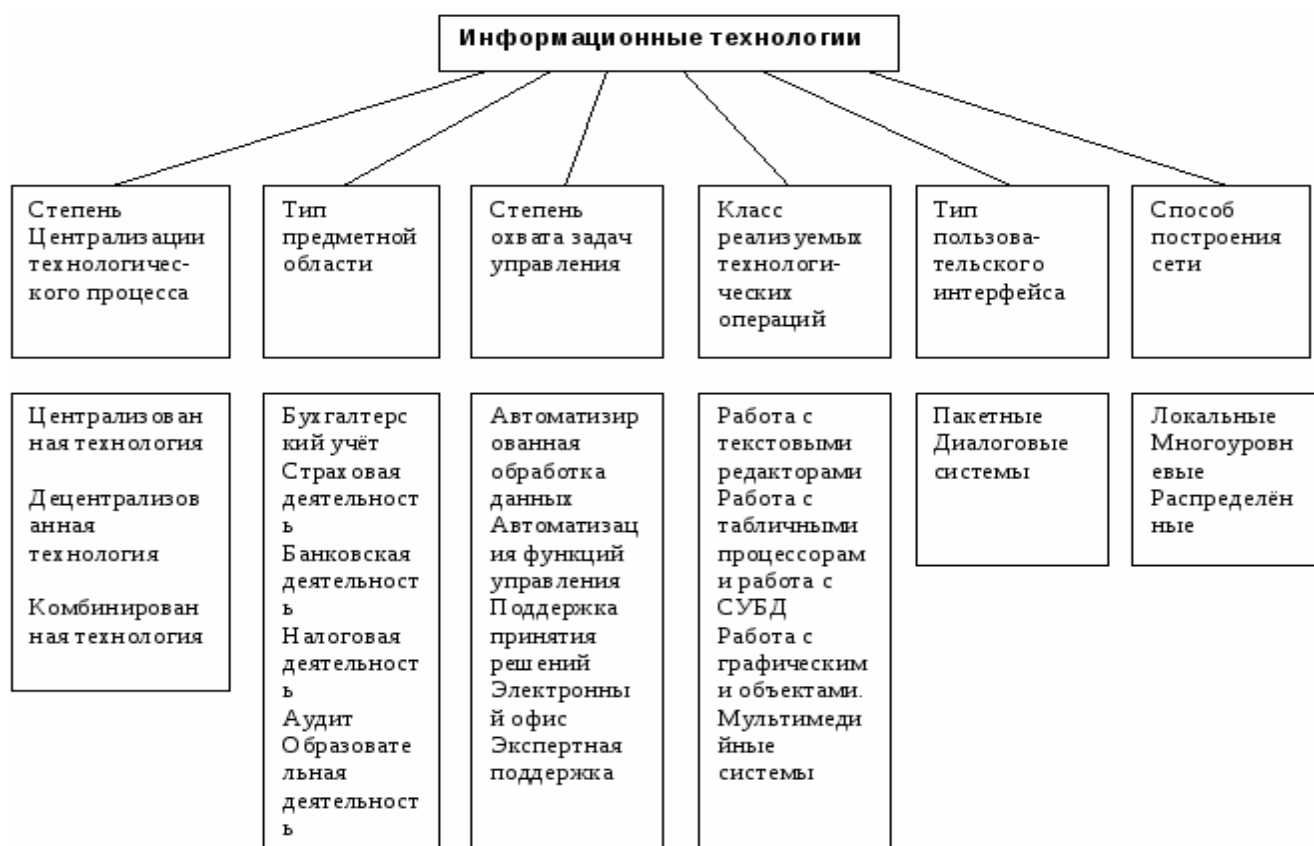 Информационные технологии
Степень
Централизации
технологичес-
кого процесса
Тип
предметной
области
Степень
охвата задач
управления
Класс
реализуемых
технологи-
ческих
операций
Тип
пользова-
тельского
интерфейса
Способ
построения
сети
Централизован
ная технология
Децентрализов
анная
технология
Комбинирован
ная технология
Бухгалтерс
кий учёт
Страховая
деятельност
ь
Банковская
деятельност
ь
Налоговая
деятельност
ь
Аудит
Образовате
льная
деятельност
ь
Автоматизир
ованная
обработка
данных
Автоматизац
ия функций
управления
Поддержка
принятия
решений
Электронны
й офис
Экспертная
поддержка
Работа с
текстовыми
редакторами
Работа с
табличными
процессорам
и работа с
СУБД
Работа с
графическим
и объектами.
Мультимеди
йные
системы
Пакетные
Диалоговые
системы
Локальные
Многоуровн
евые
Распределён
ные